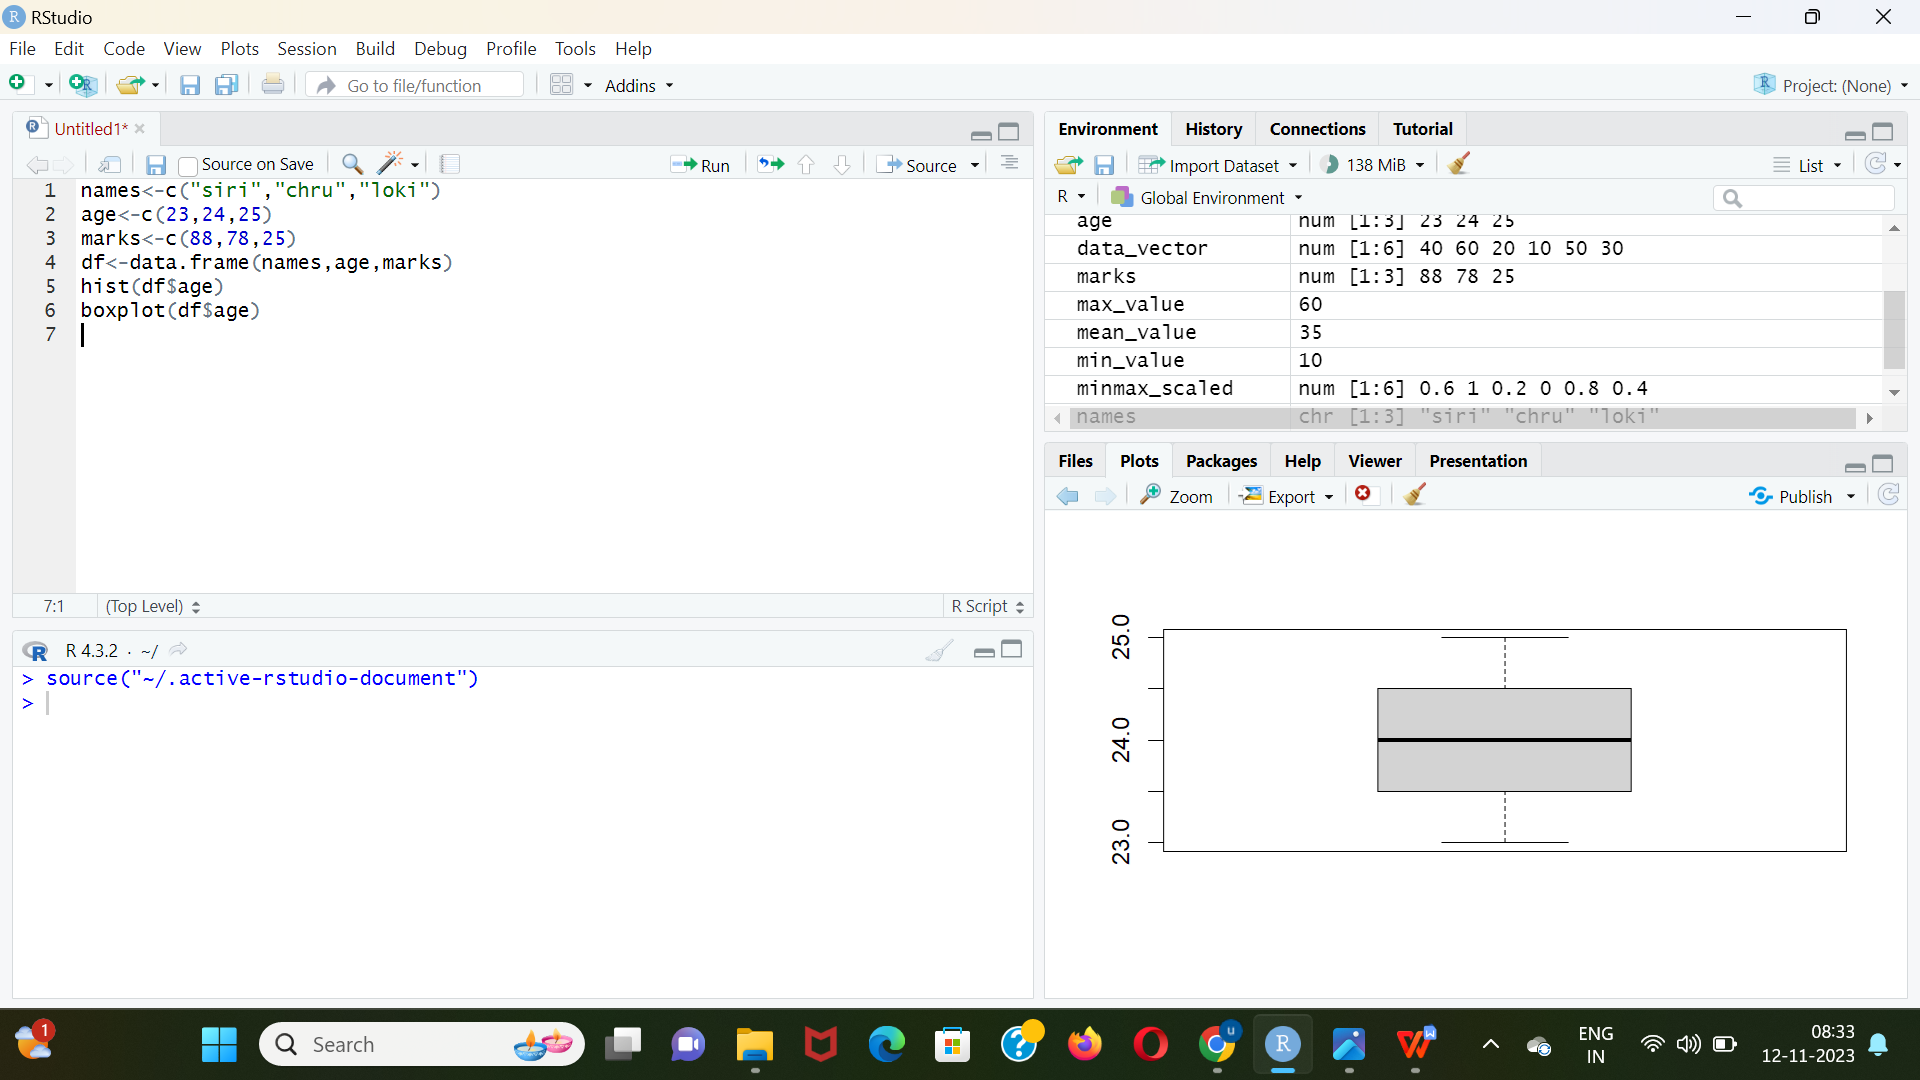 RStudio
File Edit Code View Plots Session Build Debug Profile Tools Help
Go to file/function Addins Project: (None)
Untitled1*
Source on Save Run Source
1 names<-c("siri","chru","loki")
2 age<-c(23,24,25)
3 marks<-c(88,78,25)
4 df<-data.frame(names,age,marks)
5 hist(df$age)
6 boxplot(df$age)
7
7:1 (Top Level) R Script
R 4.3.2 · ~/
> source("~/.active-rstudio-document")
>
Environment History Connections Tutorial
Import Dataset 138 MiB List
R Global Environment
age num [1:3] 23 24 25
data_vector num [1:6] 40 60 20 10 50 30
marks num [1:3] 88 78 25
max_value 60
mean_value 35
min_value 10
minmax_scaled num [1:6] 0.6 1 0.2 0 0.8 0.4
names chr [1:3] "siri" "chru" "loki"
Files Plots Packages Help Viewer Presentation
Zoom Export Publish
25.0
24.0
23.0
1
Search
ENG
IN
08:33
12-11-2023